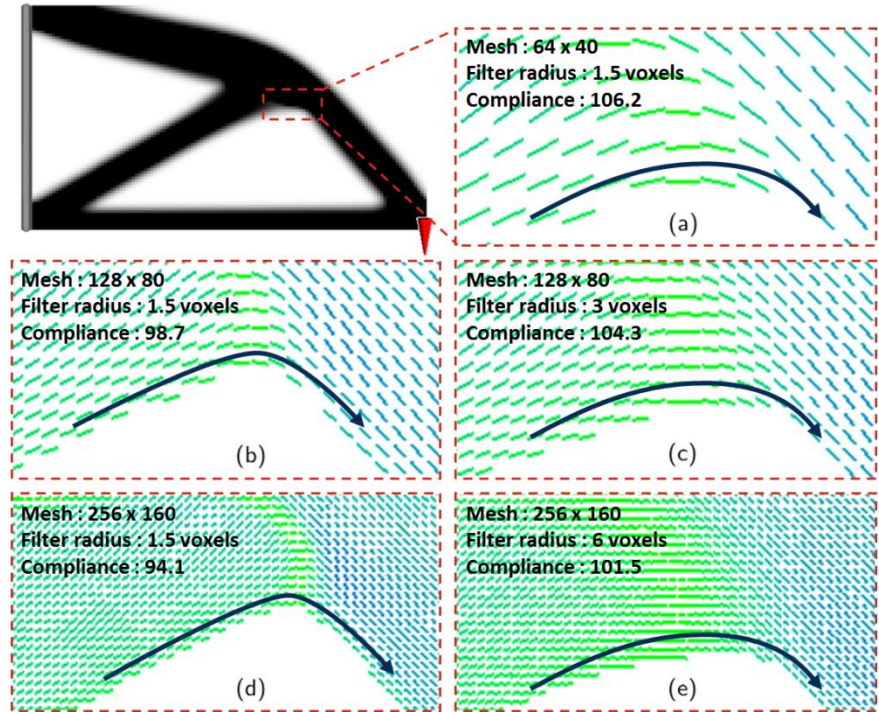 Mesh : 64 x 40
Filter radius : 1.5 voxels
Compliance : 106.2
(a)
Mesh : 128 x 80
Filter radius : 1.5 voxels
Compliance : 98.7
(b)
Mesh : 128 x 80
Filter radius : 3 voxels
Compliance : 104.3
(c)
Mesh : 256 x 160
Filter radius : 1.5 voxels
Compliance : 94.1
(d)
Mesh : 256 x 160
Filter radius : 6 voxels
Compliance : 101.5
(e)